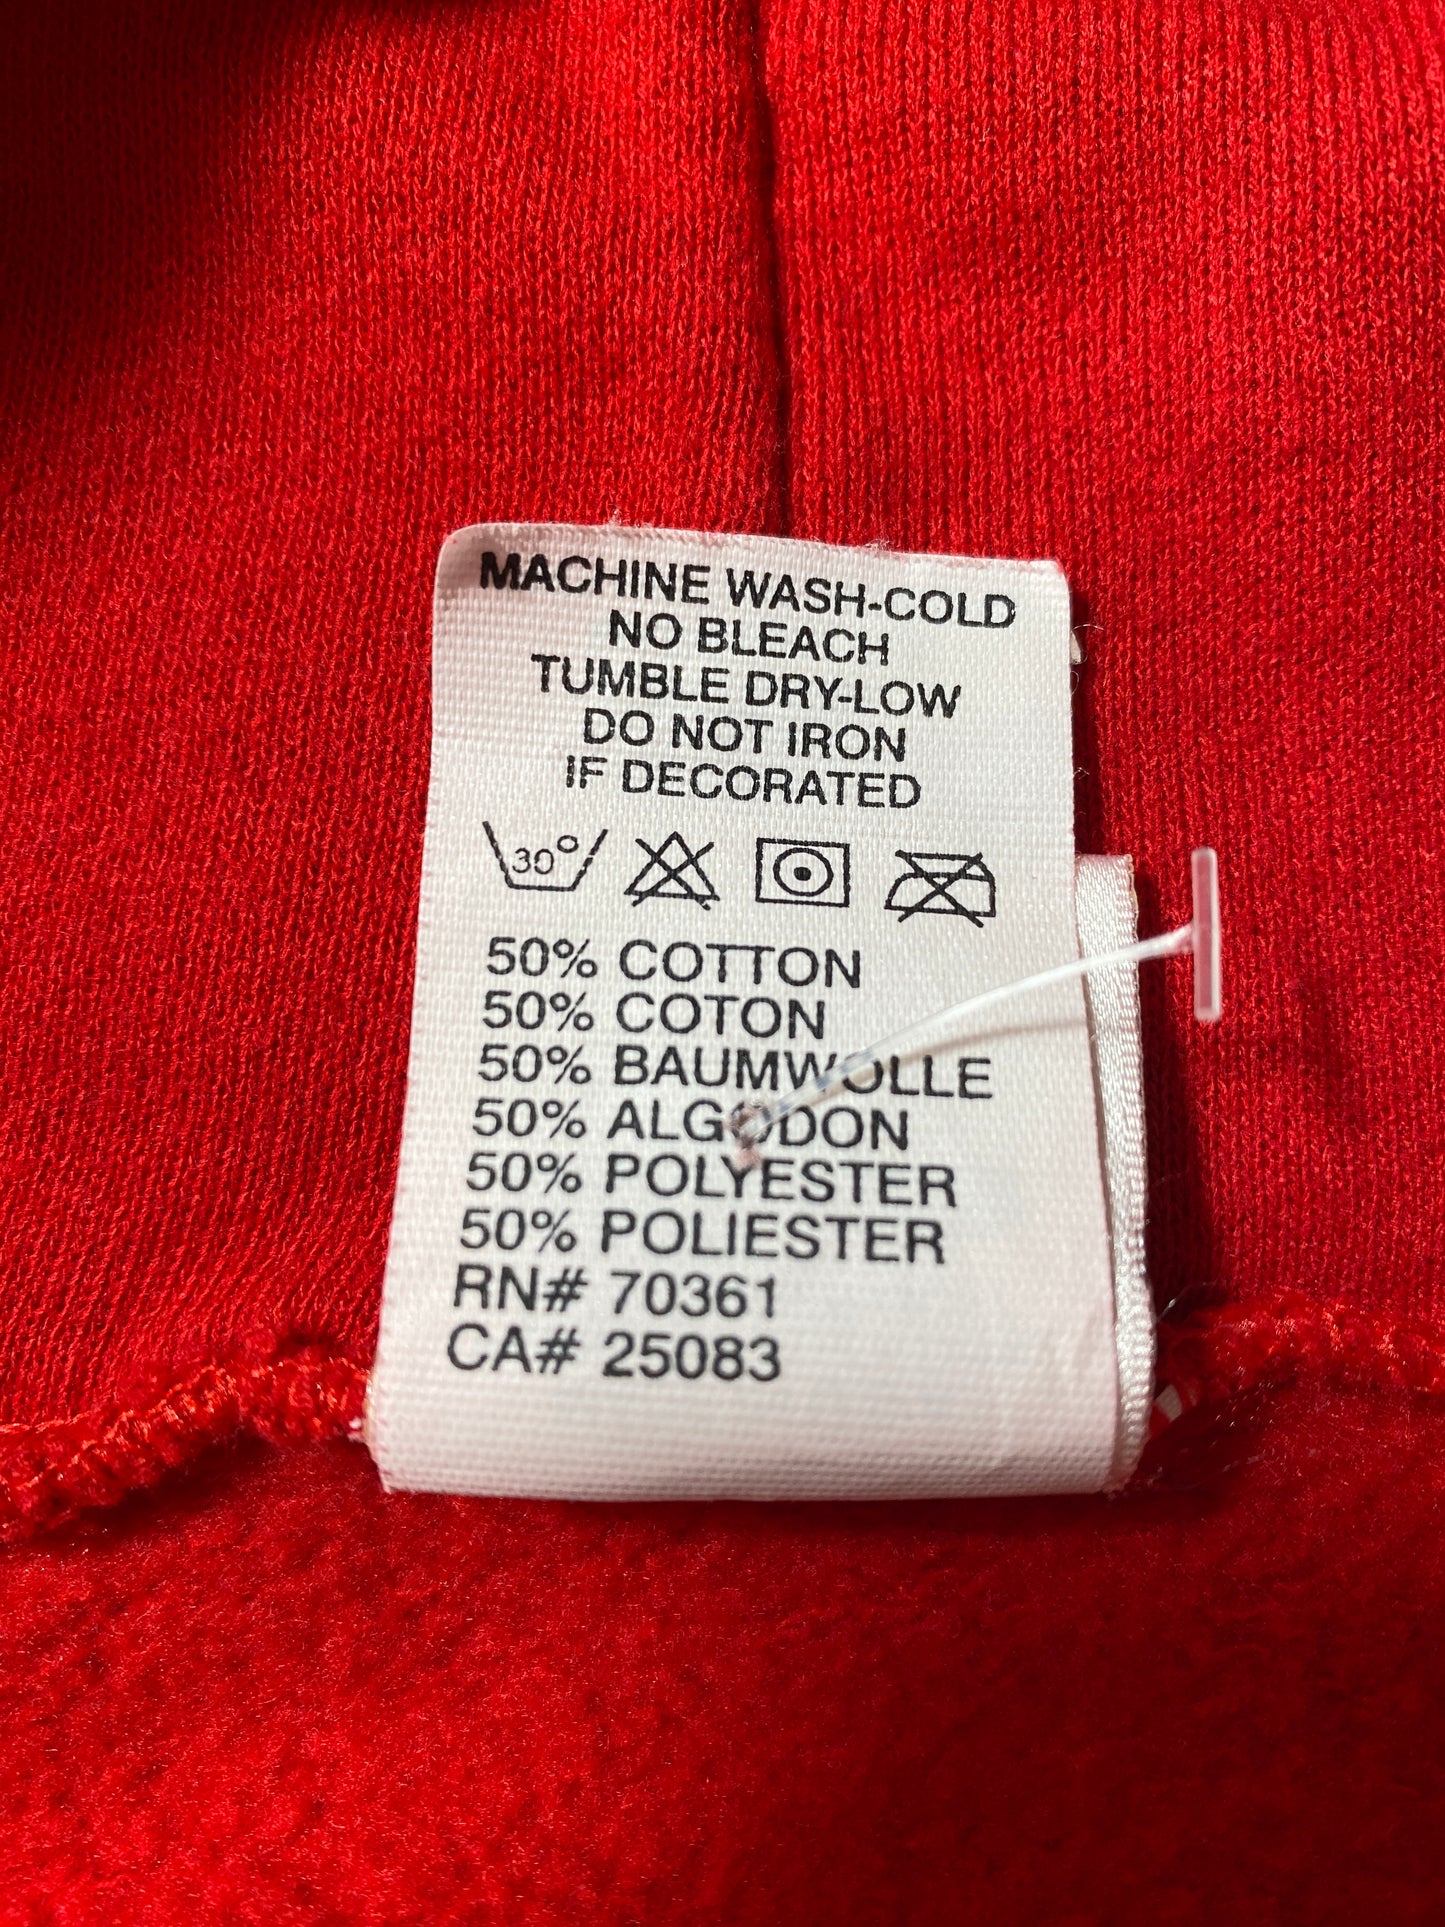 MACHINE WASH-COLD
NO BLEACH
TUMBLE DRY-LOW
DO NOT IRON
IF DECORATED
30°
50% COTTON
50% COTON
50% BAUMWOLLE
50% ALGODON
50% POLYESTER
50% POLIESTER
RN# 70361
CA# 25083